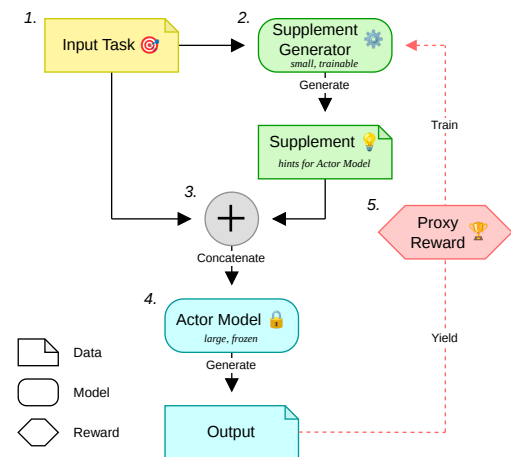 1.
Input Task
2.
Supplement
Generator
small, trainable
Generate
Supplement
hints for Actor Model
Train
3.
Concatenate
5.
Proxy
Reward
4.
Actor Model
large, frozen
Generate
Yield
Output
Data
Model
Reward